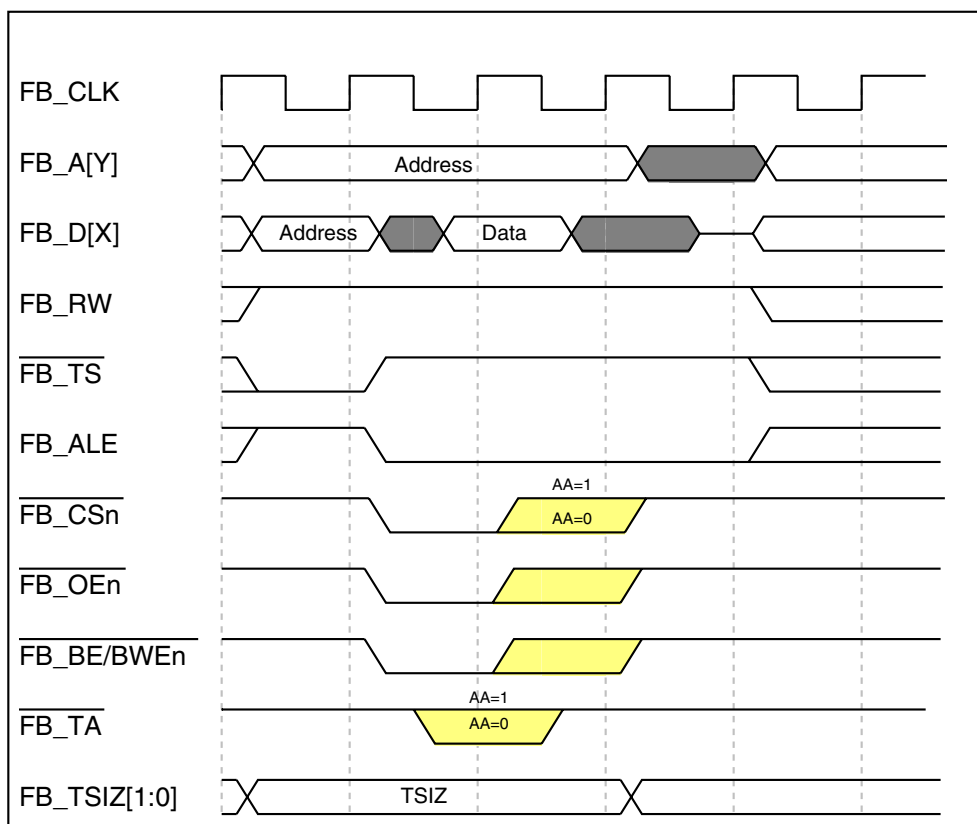 FB_CLK
FB_A[Y]
Address
FB_D[X]
Address
Data
FB_RW
FB_TS
FB_ALE
AA=1
FB_CSn
AA=0
FB_OEn
FB_BE/BWEn
AA=1
FB_TA
AA=0
FB_TSIZ[1:0]
TSIZ